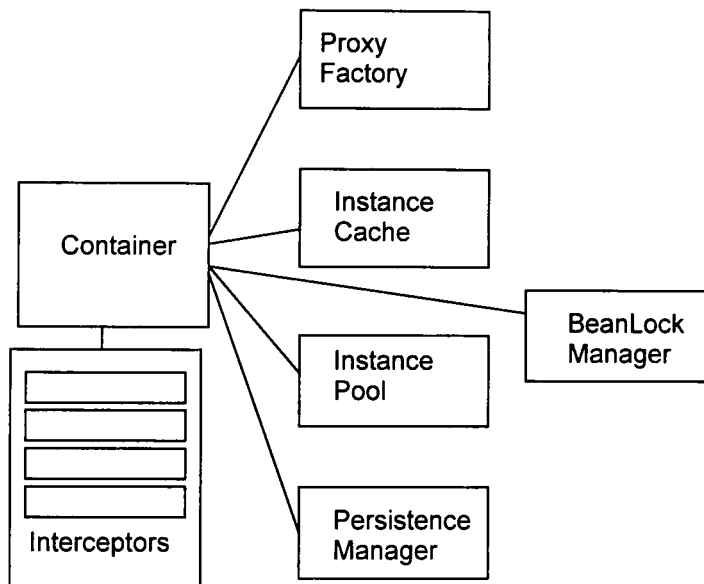 Proxy
Factory
Instance
Cache
Container
BeanLock
Manager
Instance
Pool
Interceptors
Persistence
Manager